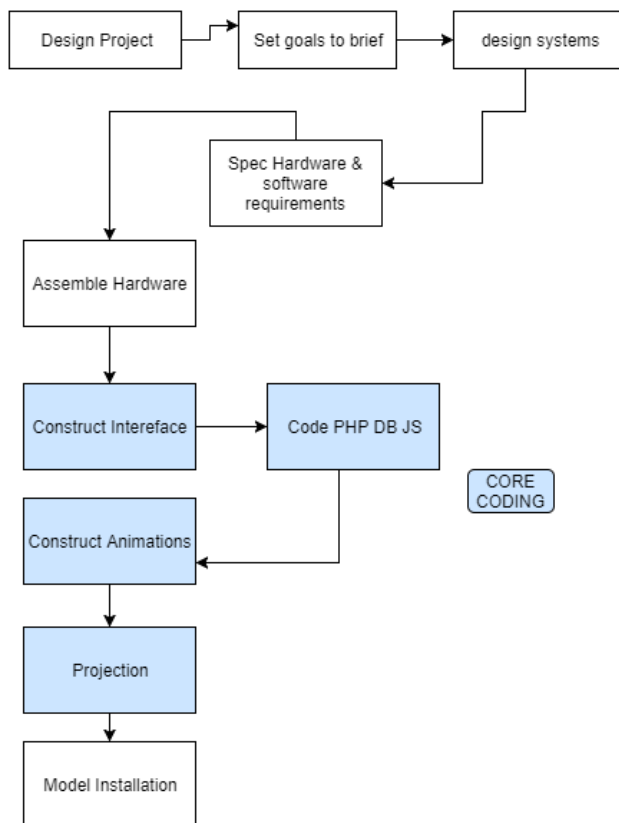 Design Project
Set goals to brief
design systems
Spec Hardware &
software
requirements
Assemble Hardware
Construct Intereface
Code PHP DB JS
CORE
CODING
Construct Animations
Projection
Model Installation